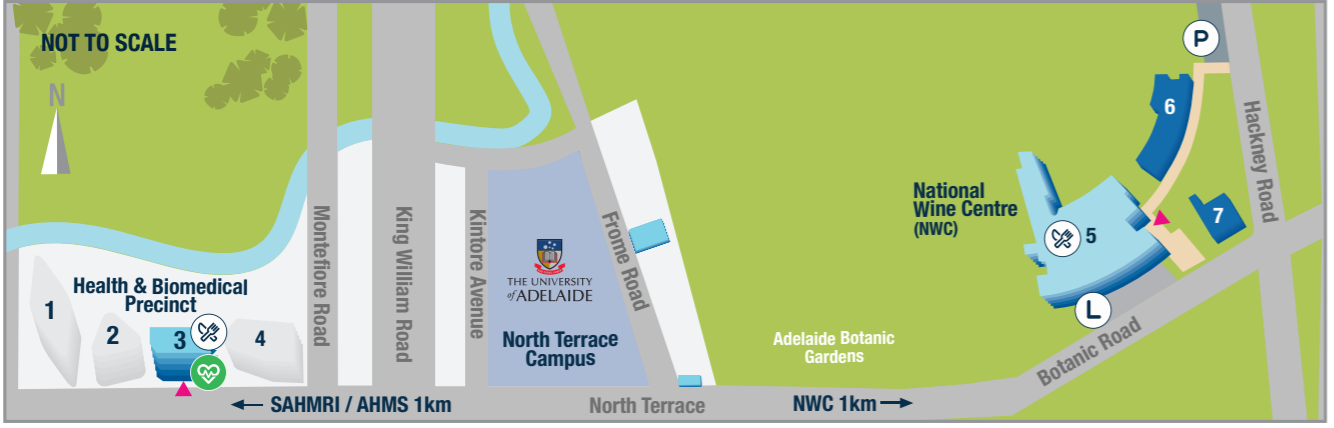 NOT TO SCALE
N
P
6
Hackney Road
National
Wine Centre
(NWC)
5
7
L
Montefiore Road
King William Road
Kintore Avenue
Frome Road
Health & Biomedical
Precinct
1
2
3
4
THE UNIVERSITY
of ADELAIDE
North Terrace
Campus
Adelaide Botanic
Gardens
Botanic Road
SAHMRI / AHMS 1km
North Terrace
NWC 1km